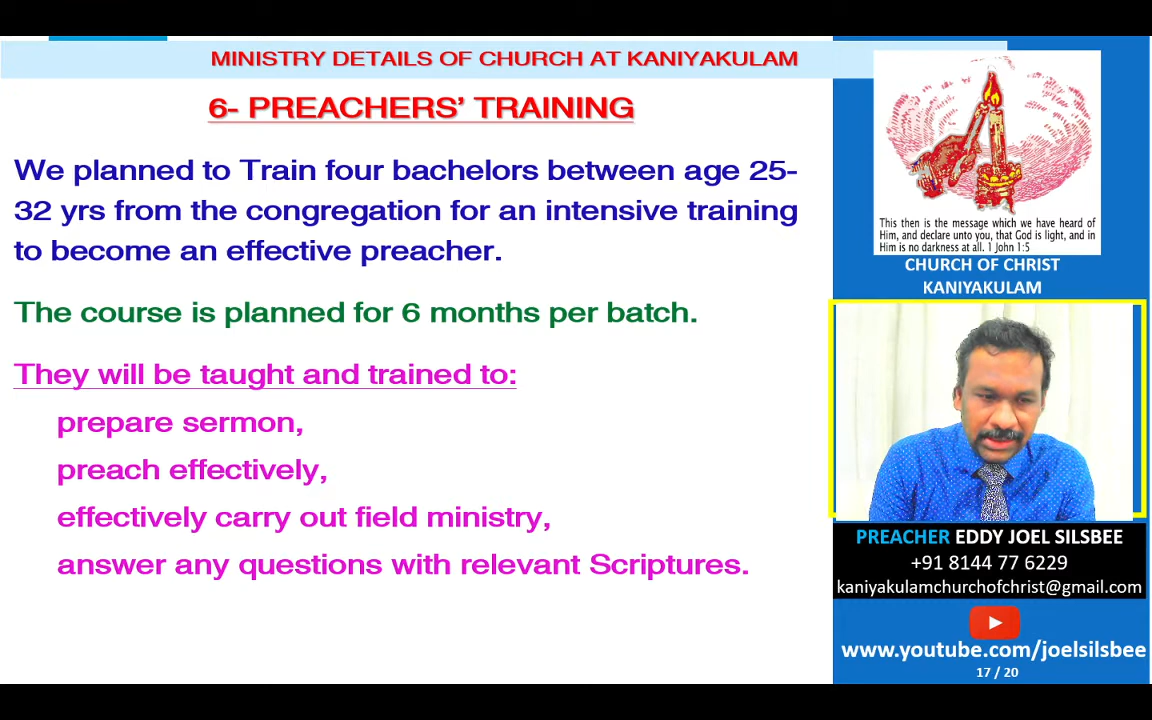 MINISTRY DETAILS OF CHURCH AT KANIYAKULAM
6- PREACHERS’ TRAINING
We planned to Train four bachelors between age 25-
32 yrs from the congregation for an intensive training
to become an effective preacher.
The course is planned for 6 months per batch.
They will be taught and trained to:
prepare sermon,
preach effectively,
effectively carry out field ministry,
answer any questions with relevant Scriptures.
This then is the message which we have heard of
Him, and declare unto you, that God is light, and in
Him is no darkness at all. 1 John 1:5
CHURCH OF CHRIST
KANIYAKULAM
PREACHER EDDY JOEL SILSBEE
+91 8144 77 6229
kaniyakulamchurchofchrist@gmail.com
www.youtube.com/joelsilsbee
17 / 20